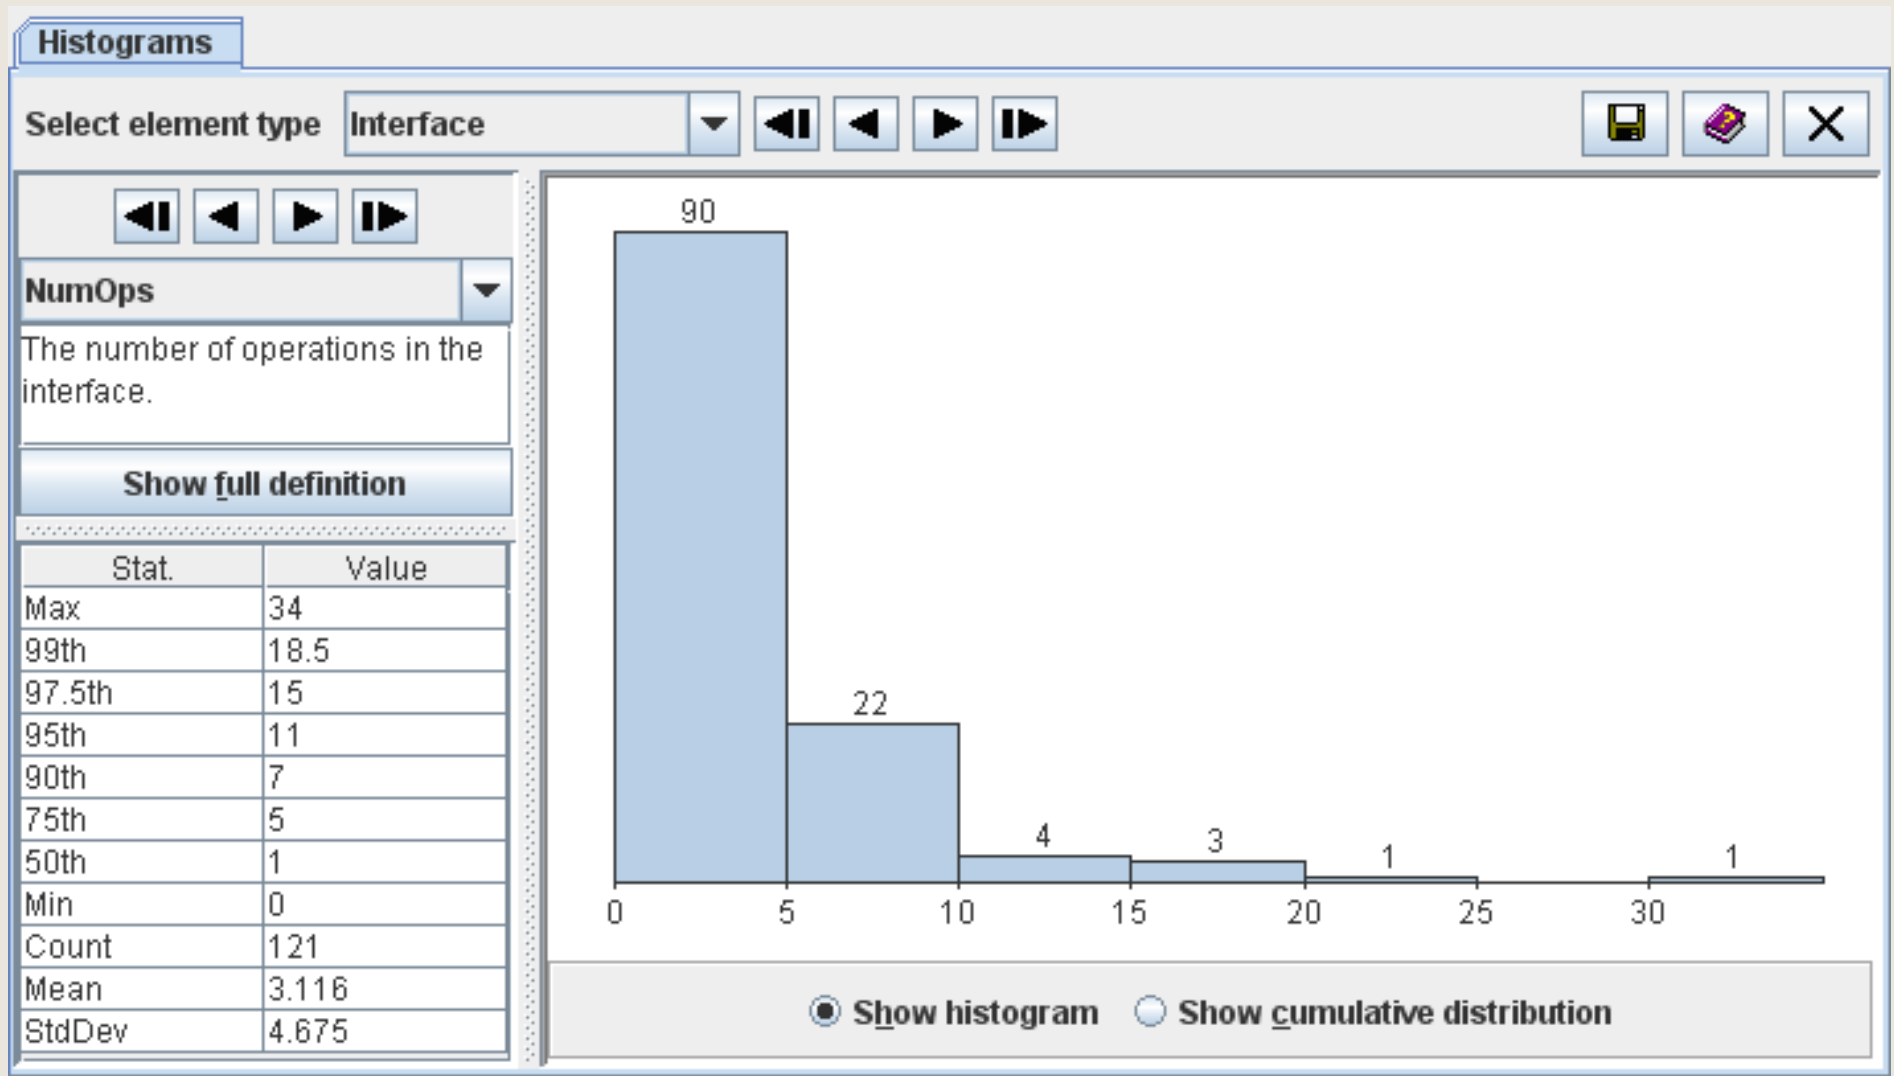 Histograms
Select element type Interface
NumOps
The number of operations in the
interface.
Show full definition
Stat. Value
Max 34
99th 18.5
97.5th 15
95th 11
90th 7
75th 5
50th 1
Min 0
Count 121
Mean 3.116
StdDev 4.675
90
22
4
3
1
1
0 5 10 15 20 25 30
Show histogram Show cumulative distribution